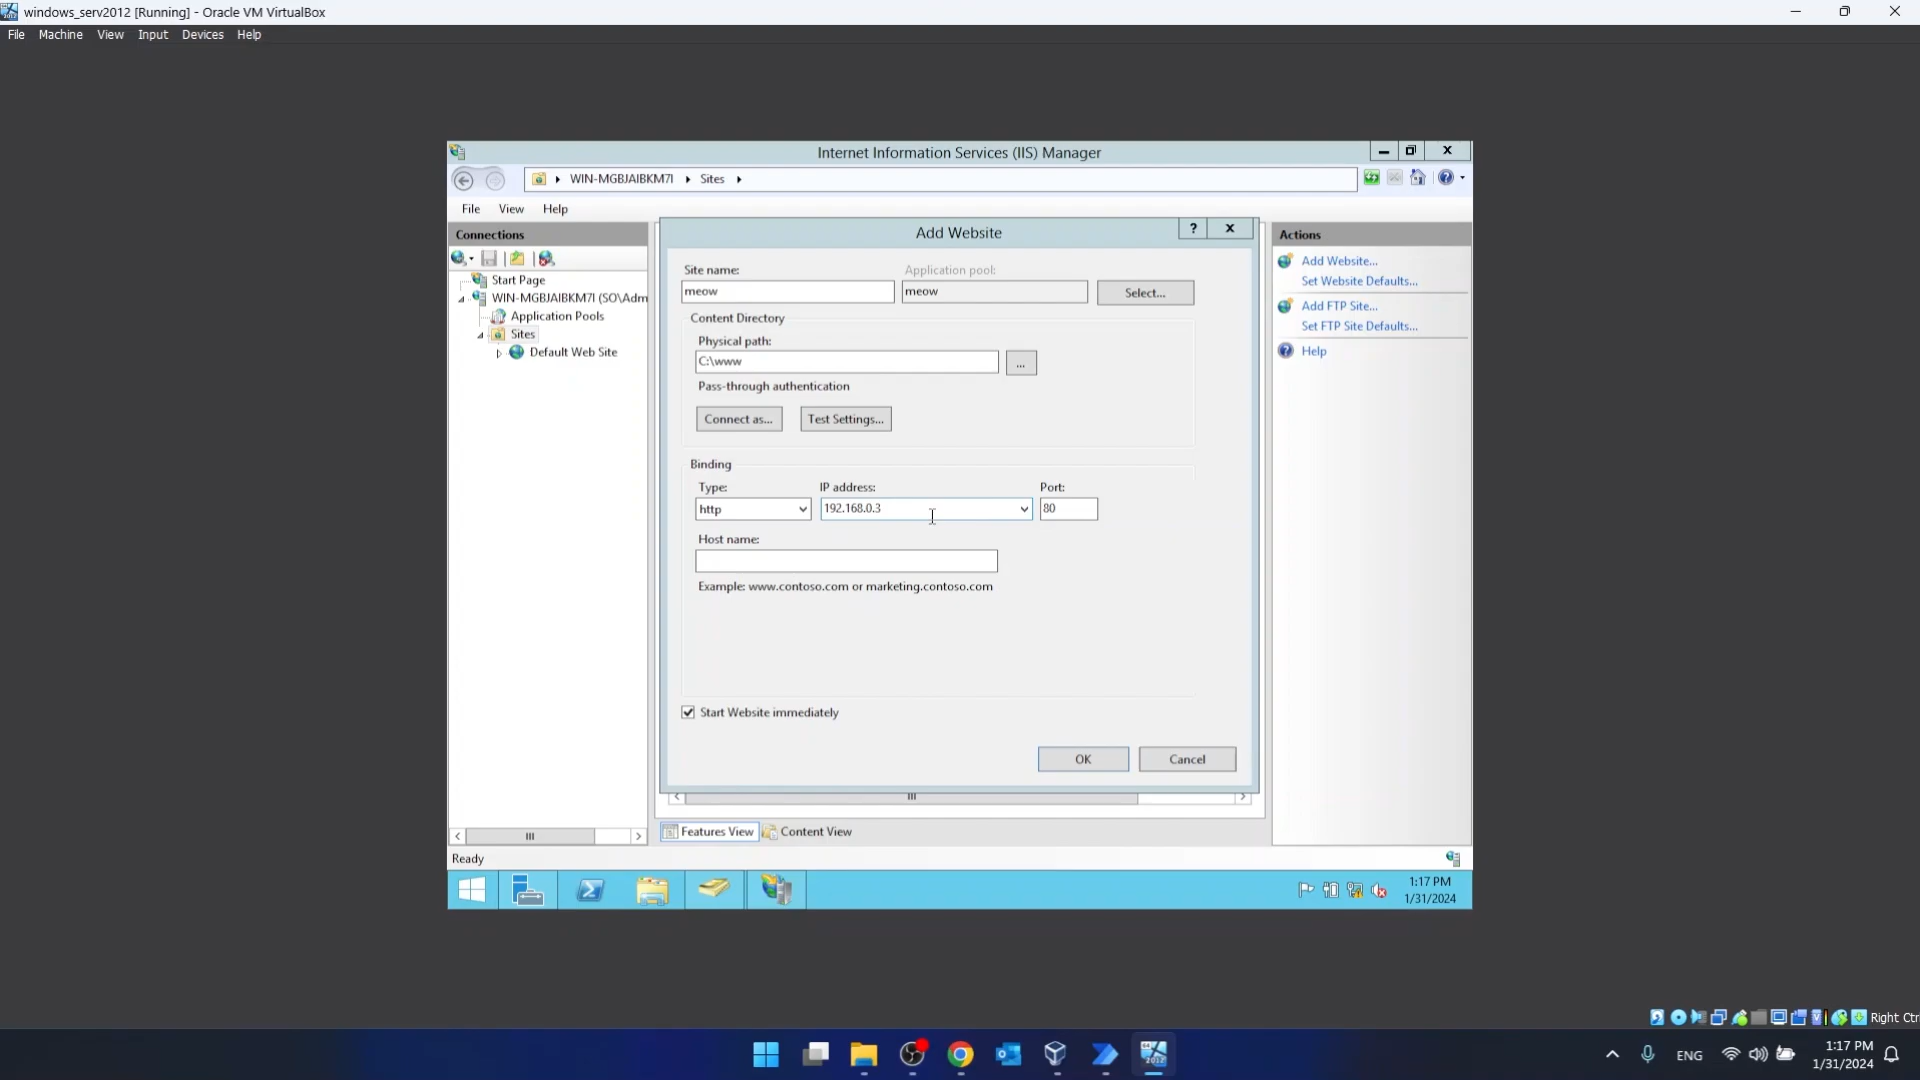 windows_serv2012 [Running] - Oracle VM VirtualBox
File Machine View Input Devices Help
Internet Information Services (IIS) Manager
WIN-MGBJAIBKM7I Sites
File View Help
Connections
Start Page
WIN-MGBJAIBKM7I (SO\Adm
Application Pools
Sites
Default Web Site
Add Website
Site name:
Application pool:
meow
meow
Select...
Content Directory
Physical path:
C:\www
...
Pass-through authentication
Connect as...
Test Settings...
Binding
Type:
IP address:
Port:
http
192.168.0.3
80
Host name:
Example: www.contoso.com or marketing.contoso.com
Start Website immediately
OK
Cancel
Actions
Add Website...
Set Website Defaults...
Add FTP Site...
Set FTP Site Defaults...
Help
Features View
Content View
Ready
1:17 PM
1/31/2024
Right Ctr
ENG
1:17 PM
1/31/2024